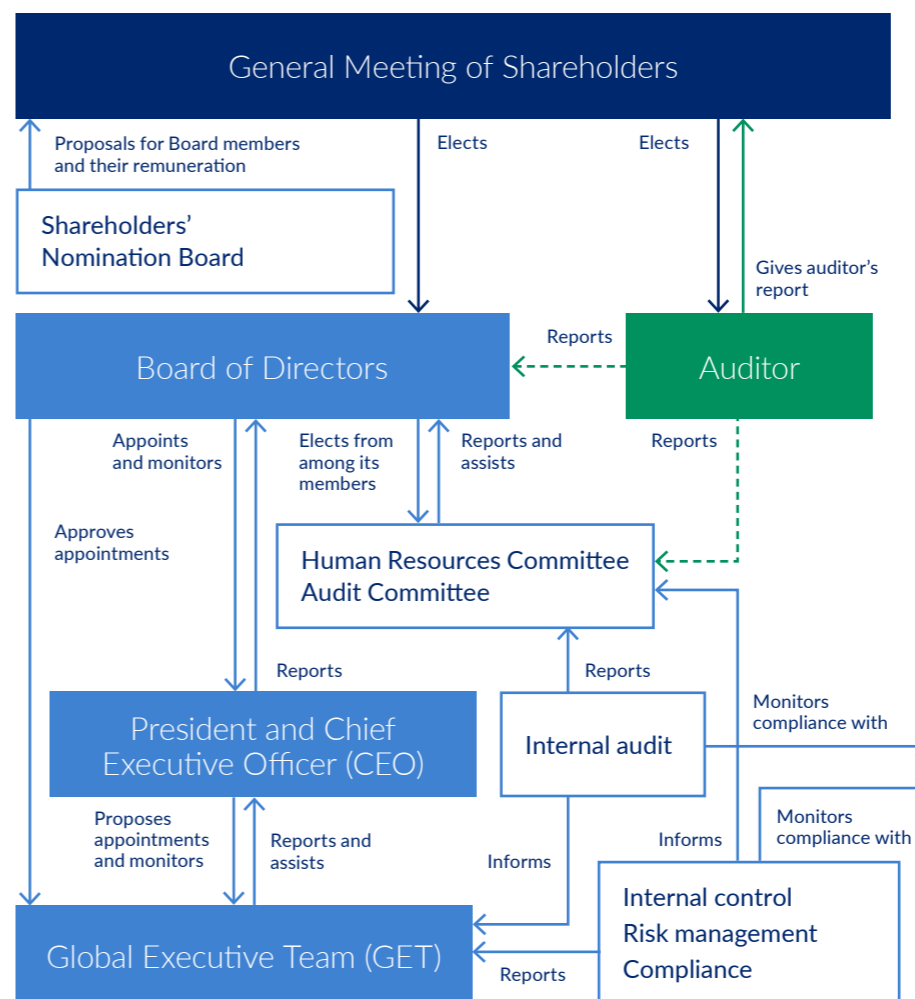 General Meeting of Shareholders
Proposals for Board members
and their remuneration
Elects
Elects
Shareholders’
Nomination Board
Gives auditor’s
report
Board of Directors
Reports
Auditor
Appoints
and monitors
Elects from
among its
members
Reports and
assists
Reports
Approves
appointments
Human Resources Committee
Audit Committee
Reports
Reports
President and Chief
Executive Officer (CEO)
Internal audit
Monitors
compliance with
Proposes
appointments
and monitors
Reports and
assists
Informs
Informs
Monitors
compliance with
Internal control
Risk management
Compliance
Global Executive Team (GET)
Reports